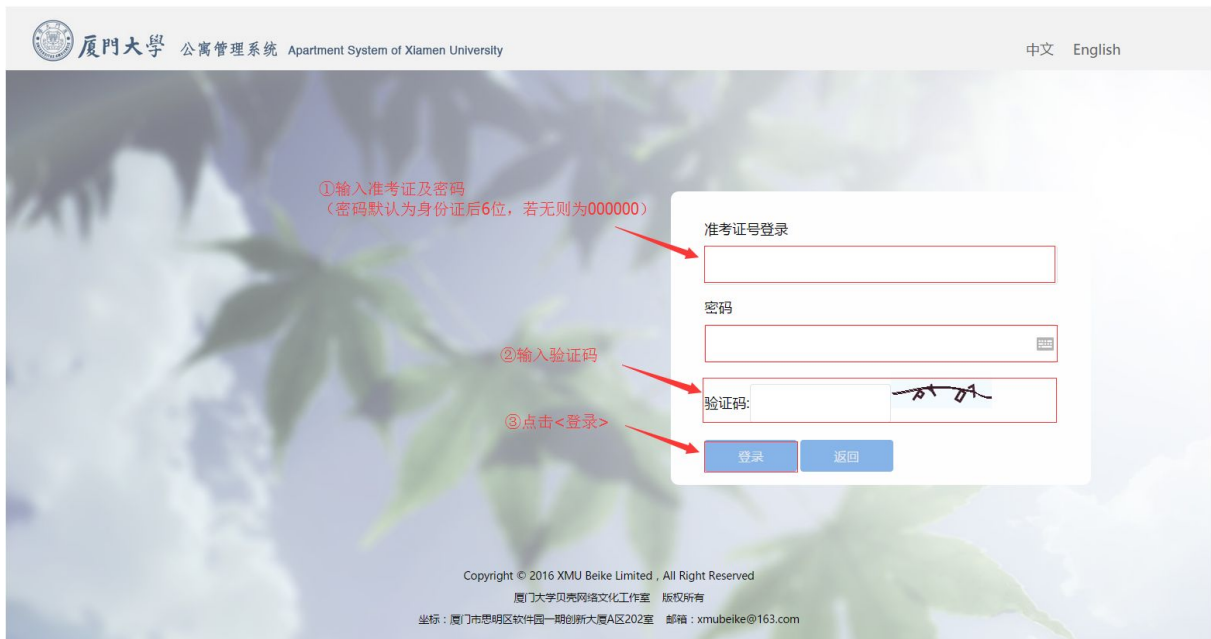 厦門大學 公寓管理系统 Apartment System of Xiamen University
中文 English
①输入准考证及密码
（密码默认为身份证后6位，若无则为000000）
准考证号登录
密码
②输入验证码
验证码:
③点击<登录>
登录 返回
Copyright © 2016 XMU Beike Limited , All Right Reserved
厦门大学贝壳网络文化工作室 版权所有
坐标：厦门市思明区软件园一期创新大厦A区202室 邮箱：xmubeike@163.com